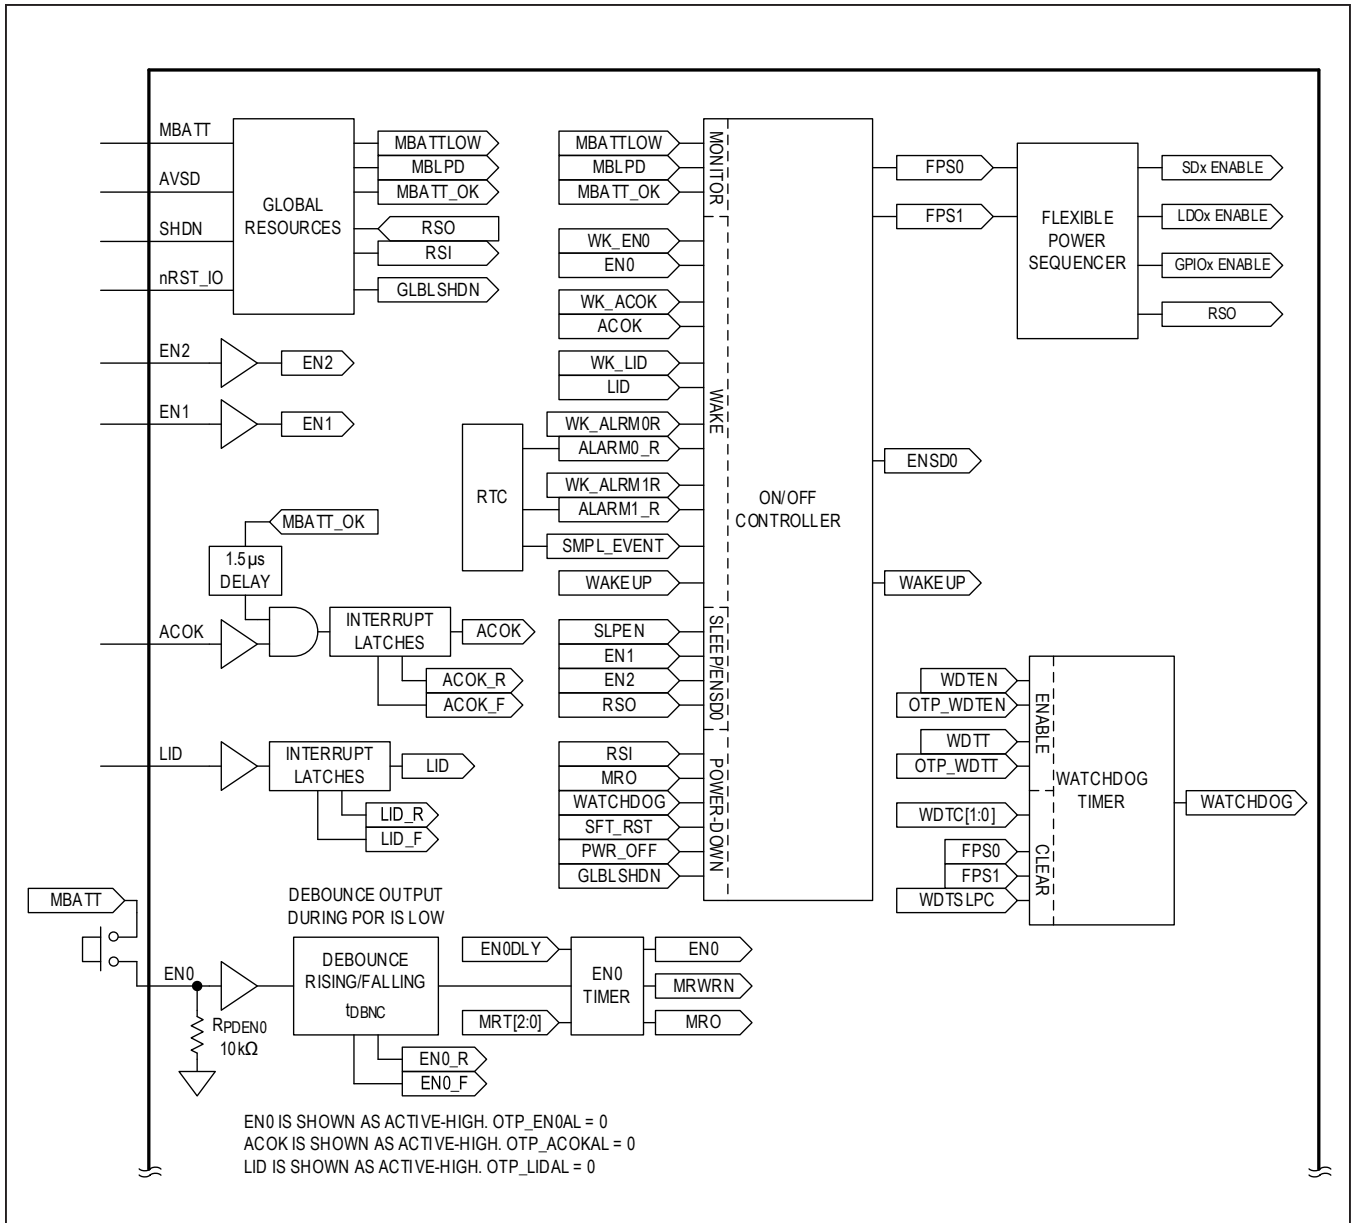 MBATT
AVSD
SHDN
nRST_IO
GLOBAL
RESOURCES
MBATTLOW
MBLPD
MBATT_OK
RSO
RSI
GLBLSHDN
EN2
EN2
EN1
EN1
MBATT_OK
1.5µs
DELAY
ACOK
INTERRUPT
LATCHES
ACOK
ACOK_R
ACOK_F
LID
INTERRUPT
LATCHES
LID
LID_R
LID_F
MBATT
EN0
RPDEN0
10kΩ
DEBOUNCE OUTPUT
DURING POR IS LOW
DEBOUNCE
RISING/FALLING
tDBNC
EN0_R
EN0_F
EN0DLY
MRT[2:0]
EN0
TIMER
EN0
MRWRN
MRO
RTC
MBATTLOW
MBLPD
MBATT_OK
WK_EN0
EN0
WK_ACOK
ACOK
WK_LID
LID
WK_ALRM0R
ALARM0_R
WK_ALRM1R
ALARM1_R
SMPL_EVENT
WAKEUP
SLPEN
EN1
EN2
RSO
RSI
MRO
WATCHDOG
SFT_RST
PWR_OFF
GLBLSHDN
MONITOR
WAKE
SLEEP/ENSD0
POWER-DOWN
ON/OFF
CONTROLLER
FPS0
FPS1
ENSD0
WAKEUP
FLEXIBLE
POWER
SEQUENCER
SDx ENABLE
LDOx ENABLE
GPIOx ENABLE
RSO
WDTEN
OTP_WDTEN
WDTT
OTP_WDTT
WDTC[1:0]
FPS0
FPS1
WDTSLPC
ENABLE
CLEAR
WATCHDOG
TIMER
WATCHDOG
EN0 IS SHOWN AS ACTIVE-HIGH. OTP_EN0AL = 0
ACOK IS SHOWN AS ACTIVE-HIGH. OTP_ACOKAL = 0
LID IS SHOWN AS ACTIVE-HIGH. OTP_LIDAL = 0